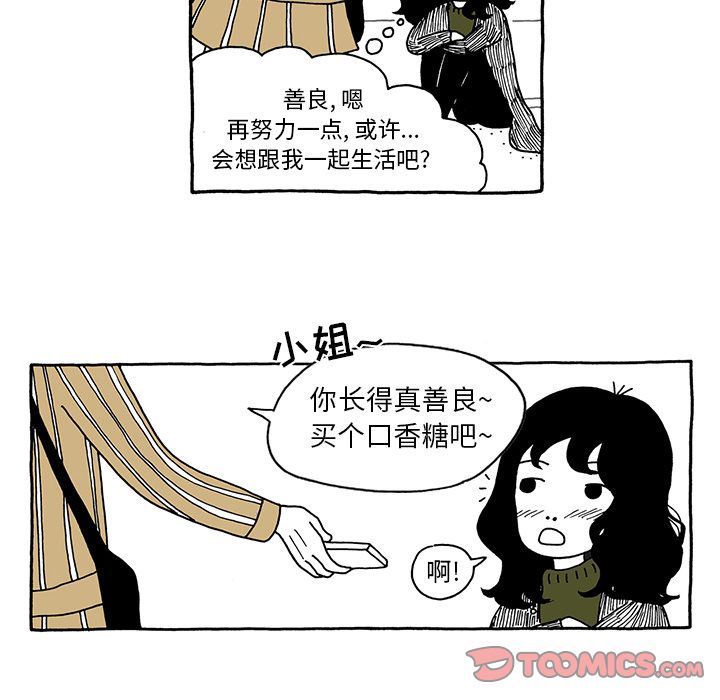 善良, 嗯
再努力一点, 或许...
会想跟我一起生活吧?
小姐~
你长得真善良~
买个口香糖吧~
啊!
TOOMICS.COM